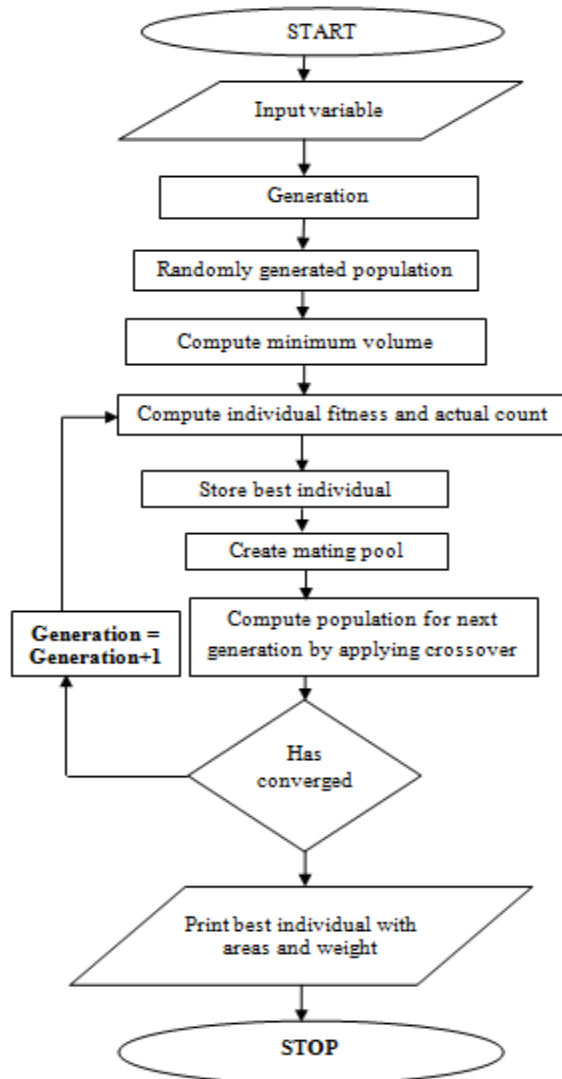 START
Input variable
Generation
Randomly generated population
Compute minimum volume
Compute individual fitness and actual count
Store best individual
Create mating pool
Compute population for next
generation by applying crossover
Generation =
Generation+1
Has
converged
Print best individual with
areas and weight
STOP